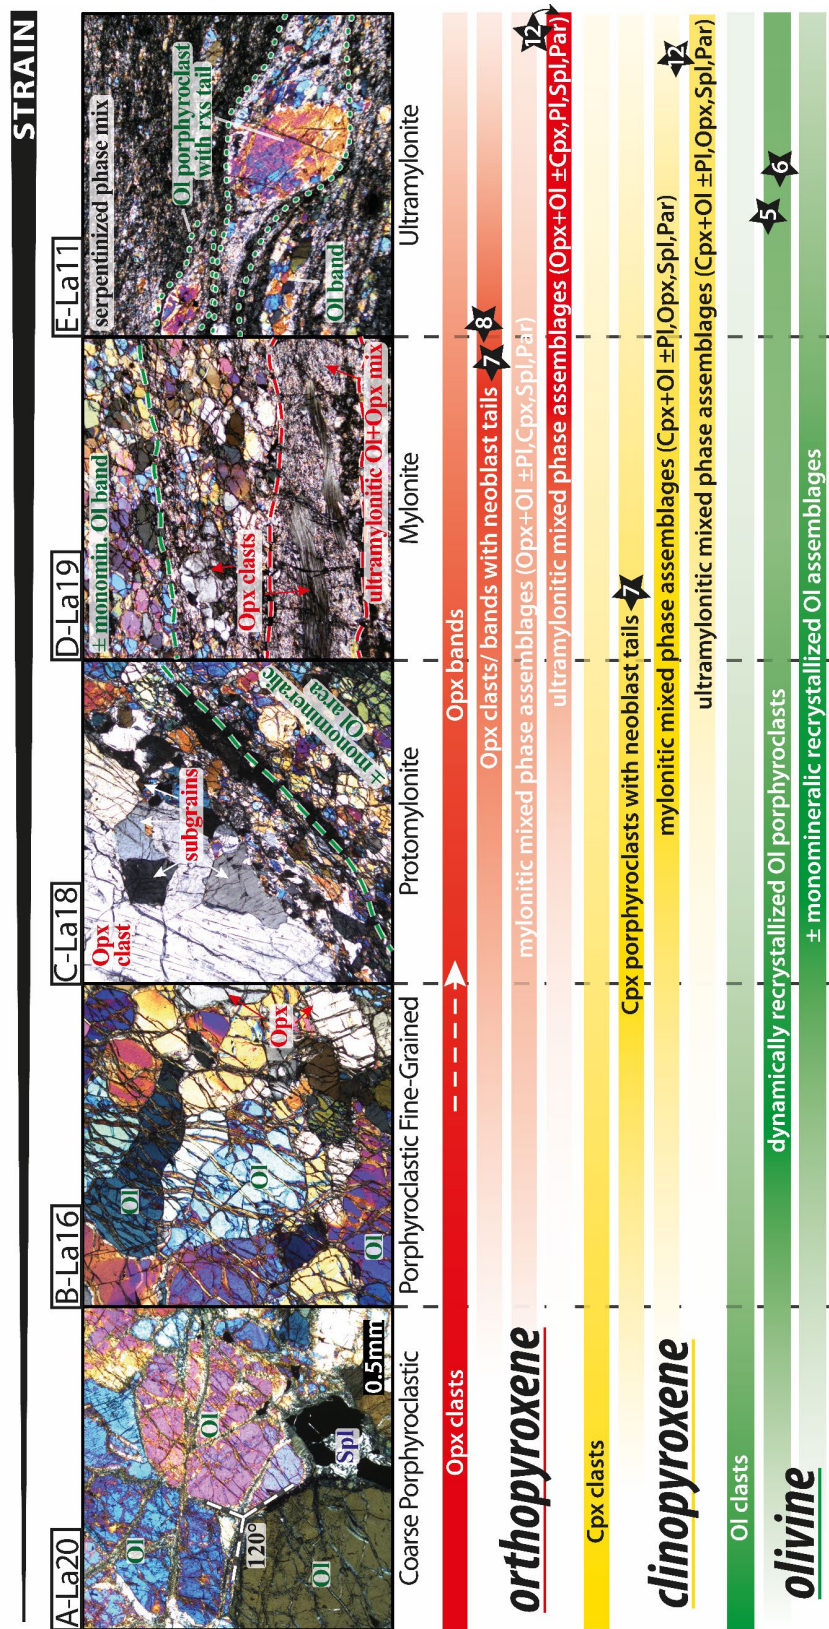 STRAIN
A-La20
B-La16
C-La18
D-La19
E-La11
Ol
Ol
120°
Ol
Spl
0.5mm
Ol
Ol
Ol
Opx
Opx
clast
subgrains
± monomineralic
Ol area
± monomin. Ol band
Opx clasts
ultramylonitic Ol+Opx mix
serpentinized phase mix
Ol porphyroclast
with rxs tail
Ol band
Coarse Porphyroclastic
Porphyroclastic Fine-Grained
Protomylonite
Mylonite
Ultramylonite
Opx clasts
Opx bands
Opx clasts/ bands with neoblast tails
7
8
orthopyroxene
mylonitic mixed phase assemblages (Opx+Ol ±Pl,Cpx,Spl,Par)
12
ultramylonitic mixed phase assemblages (Opx+Ol ±Cpx,Pl,Spl,Par)
Cpx clasts
Cpx porphyroclasts with neoblast tails
7
clinopyroxene
mylonitic mixed phase assemblages (Cpx+Ol ±Pl,Opx,Spl,Par)
12
ultramylonitic mixed phase assemblages (Cpx+Ol ±Pl,Opx,Spl,Par)
Ol clasts
dynamically recrystallized Ol porphyroclasts
5
6
olivine
± monomineralic recrystallized Ol assemblages